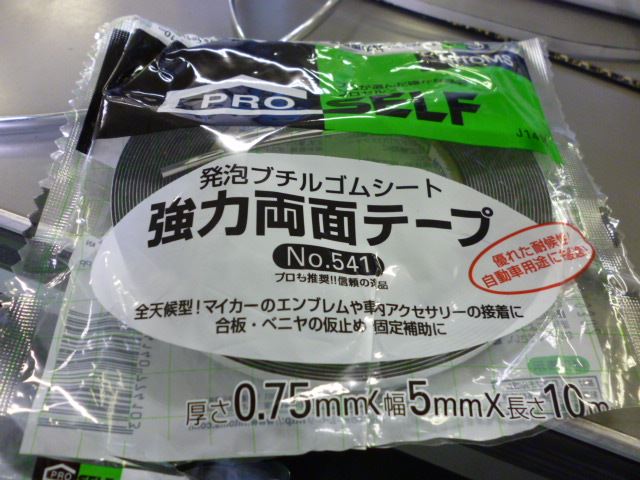 PRO
SELF
J14
発泡ブチルゴムシート
強力両面テープ
No.541
プロも推奨!!信頼の逸品
優れた耐候性
自動車用途に最適
全天候型!マイカーのエンブレムや車内アクセサリーの接着に
合板・ベニヤの仮止め 固定補助に
厚さ0.75mm×幅5mm×長さ10m
PRO
SELF